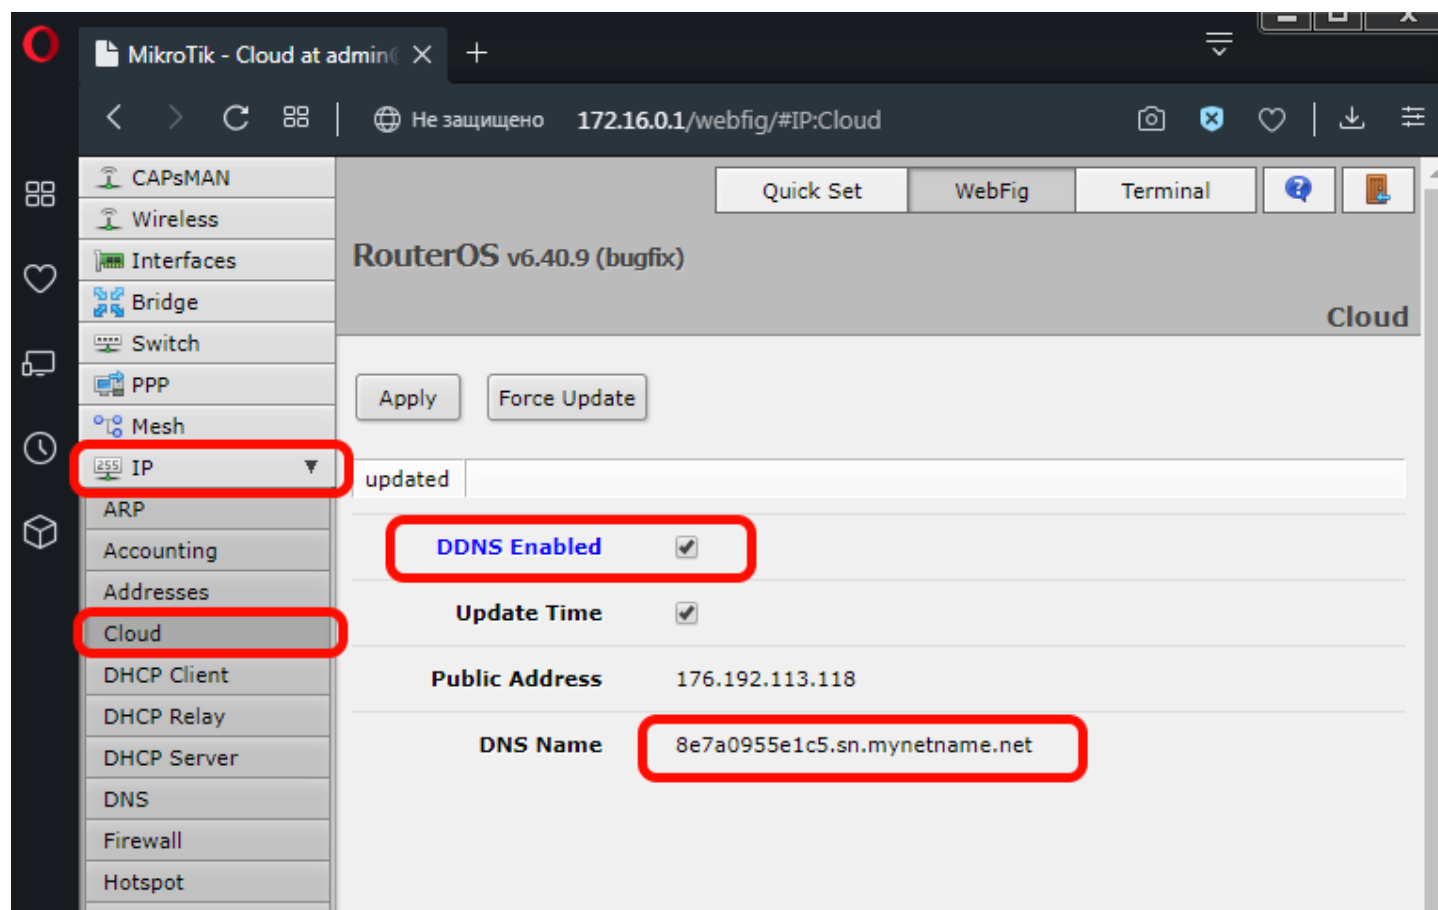 MikroTik - Cloud at admin@
Не защищено 172.16.0.1/webfig/#IP:Cloud
CAPsMAN
Wireless
Interfaces
Bridge
Switch
PPP
Mesh
255 IP
ARP
Accounting
Addresses
Cloud
DHCP Client
DHCP Relay
DHCP Server
DNS
Firewall
Hotspot
Quick Set WebFig Terminal
RouterOS v6.40.9 (bugfix)
Cloud
Apply Force Update
updated
DDNS Enabled
Update Time
Public Address 176.192.113.118
DNS Name 8e7a0955e1c5.sn.mynetname.net